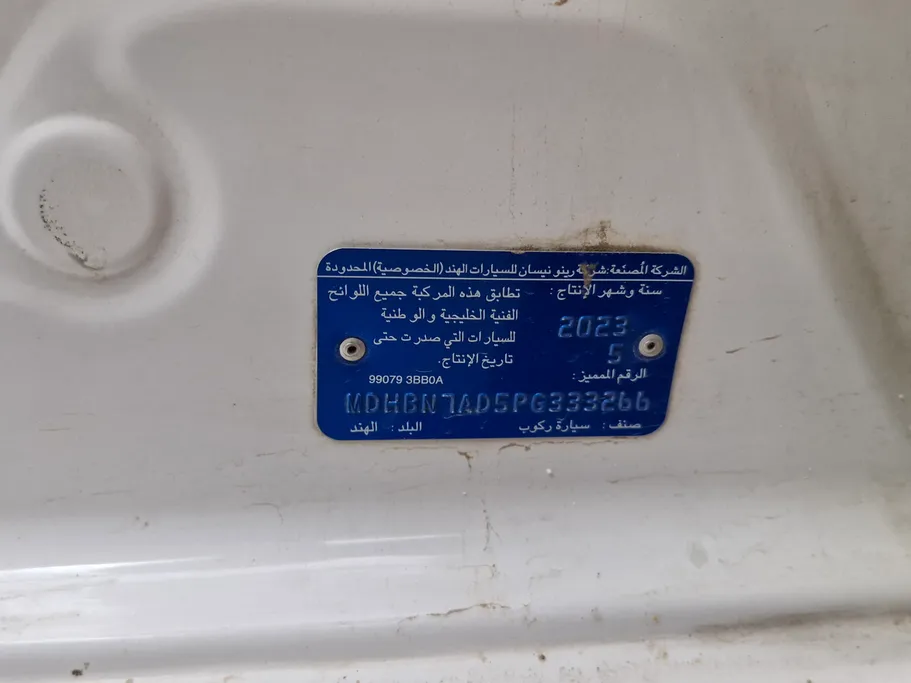 الشركة المصنعة: شركة رينو نيسان للسيارات الهند (الخصوصية) المحدودة
سنة وشهر الإنتاج :
2023
5
تطابق هذه المركبة جميع اللوائح
الفنية الخليجية والوطنية
للسيارات التي صدرت حتى
تاريخ الإنتاج.
الرقم المميز :
99079 3BB0A
MDHBN7AD5PG333266
صنف : سيارة ركوب
البلد : الهند